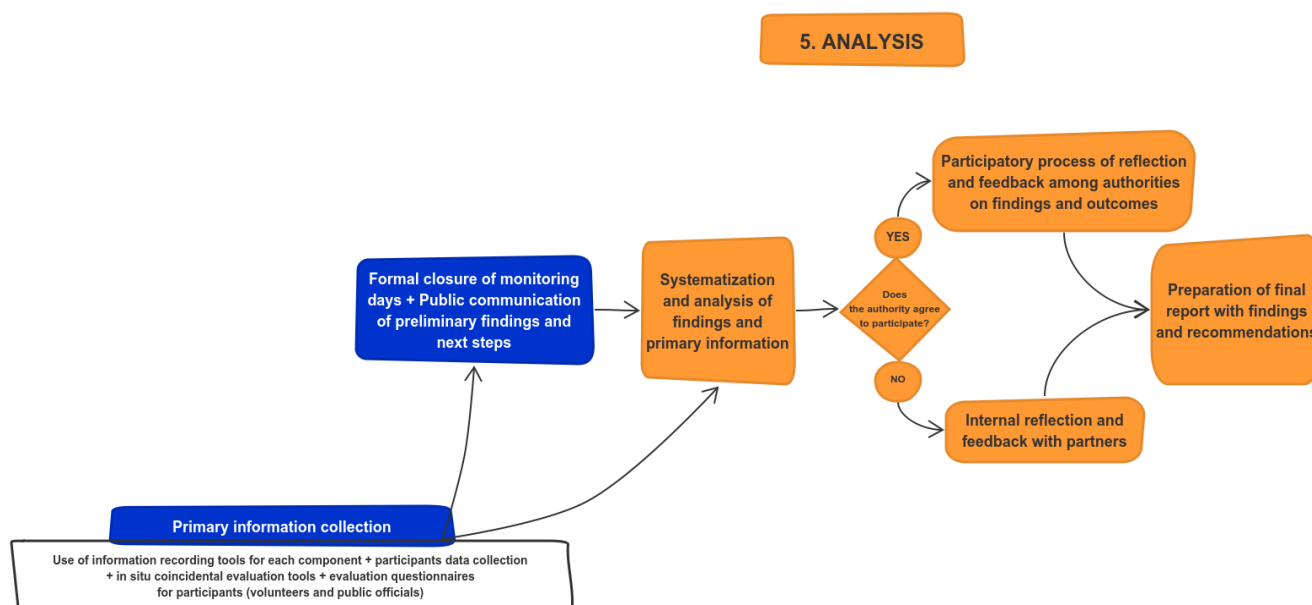 5. ANALYSIS
Participatory process of reflection
and feedback among authorities
on findings and outcomes
YES
Formal closure of monitoring
days + Public communication
of preliminary findings and
next steps
Systematization
and analysis of
findings and
primary information
Does
the authority agree
to participate?
Preparation of final
report with findings
and recommendations
NO
Internal reflection and
feedback with partners
Primary information collection
Use of information recording tools for each component + participants data collection
+ in situ coincidental evaluation tools + evaluation questionnaires
for participants (volunteers and public officials)